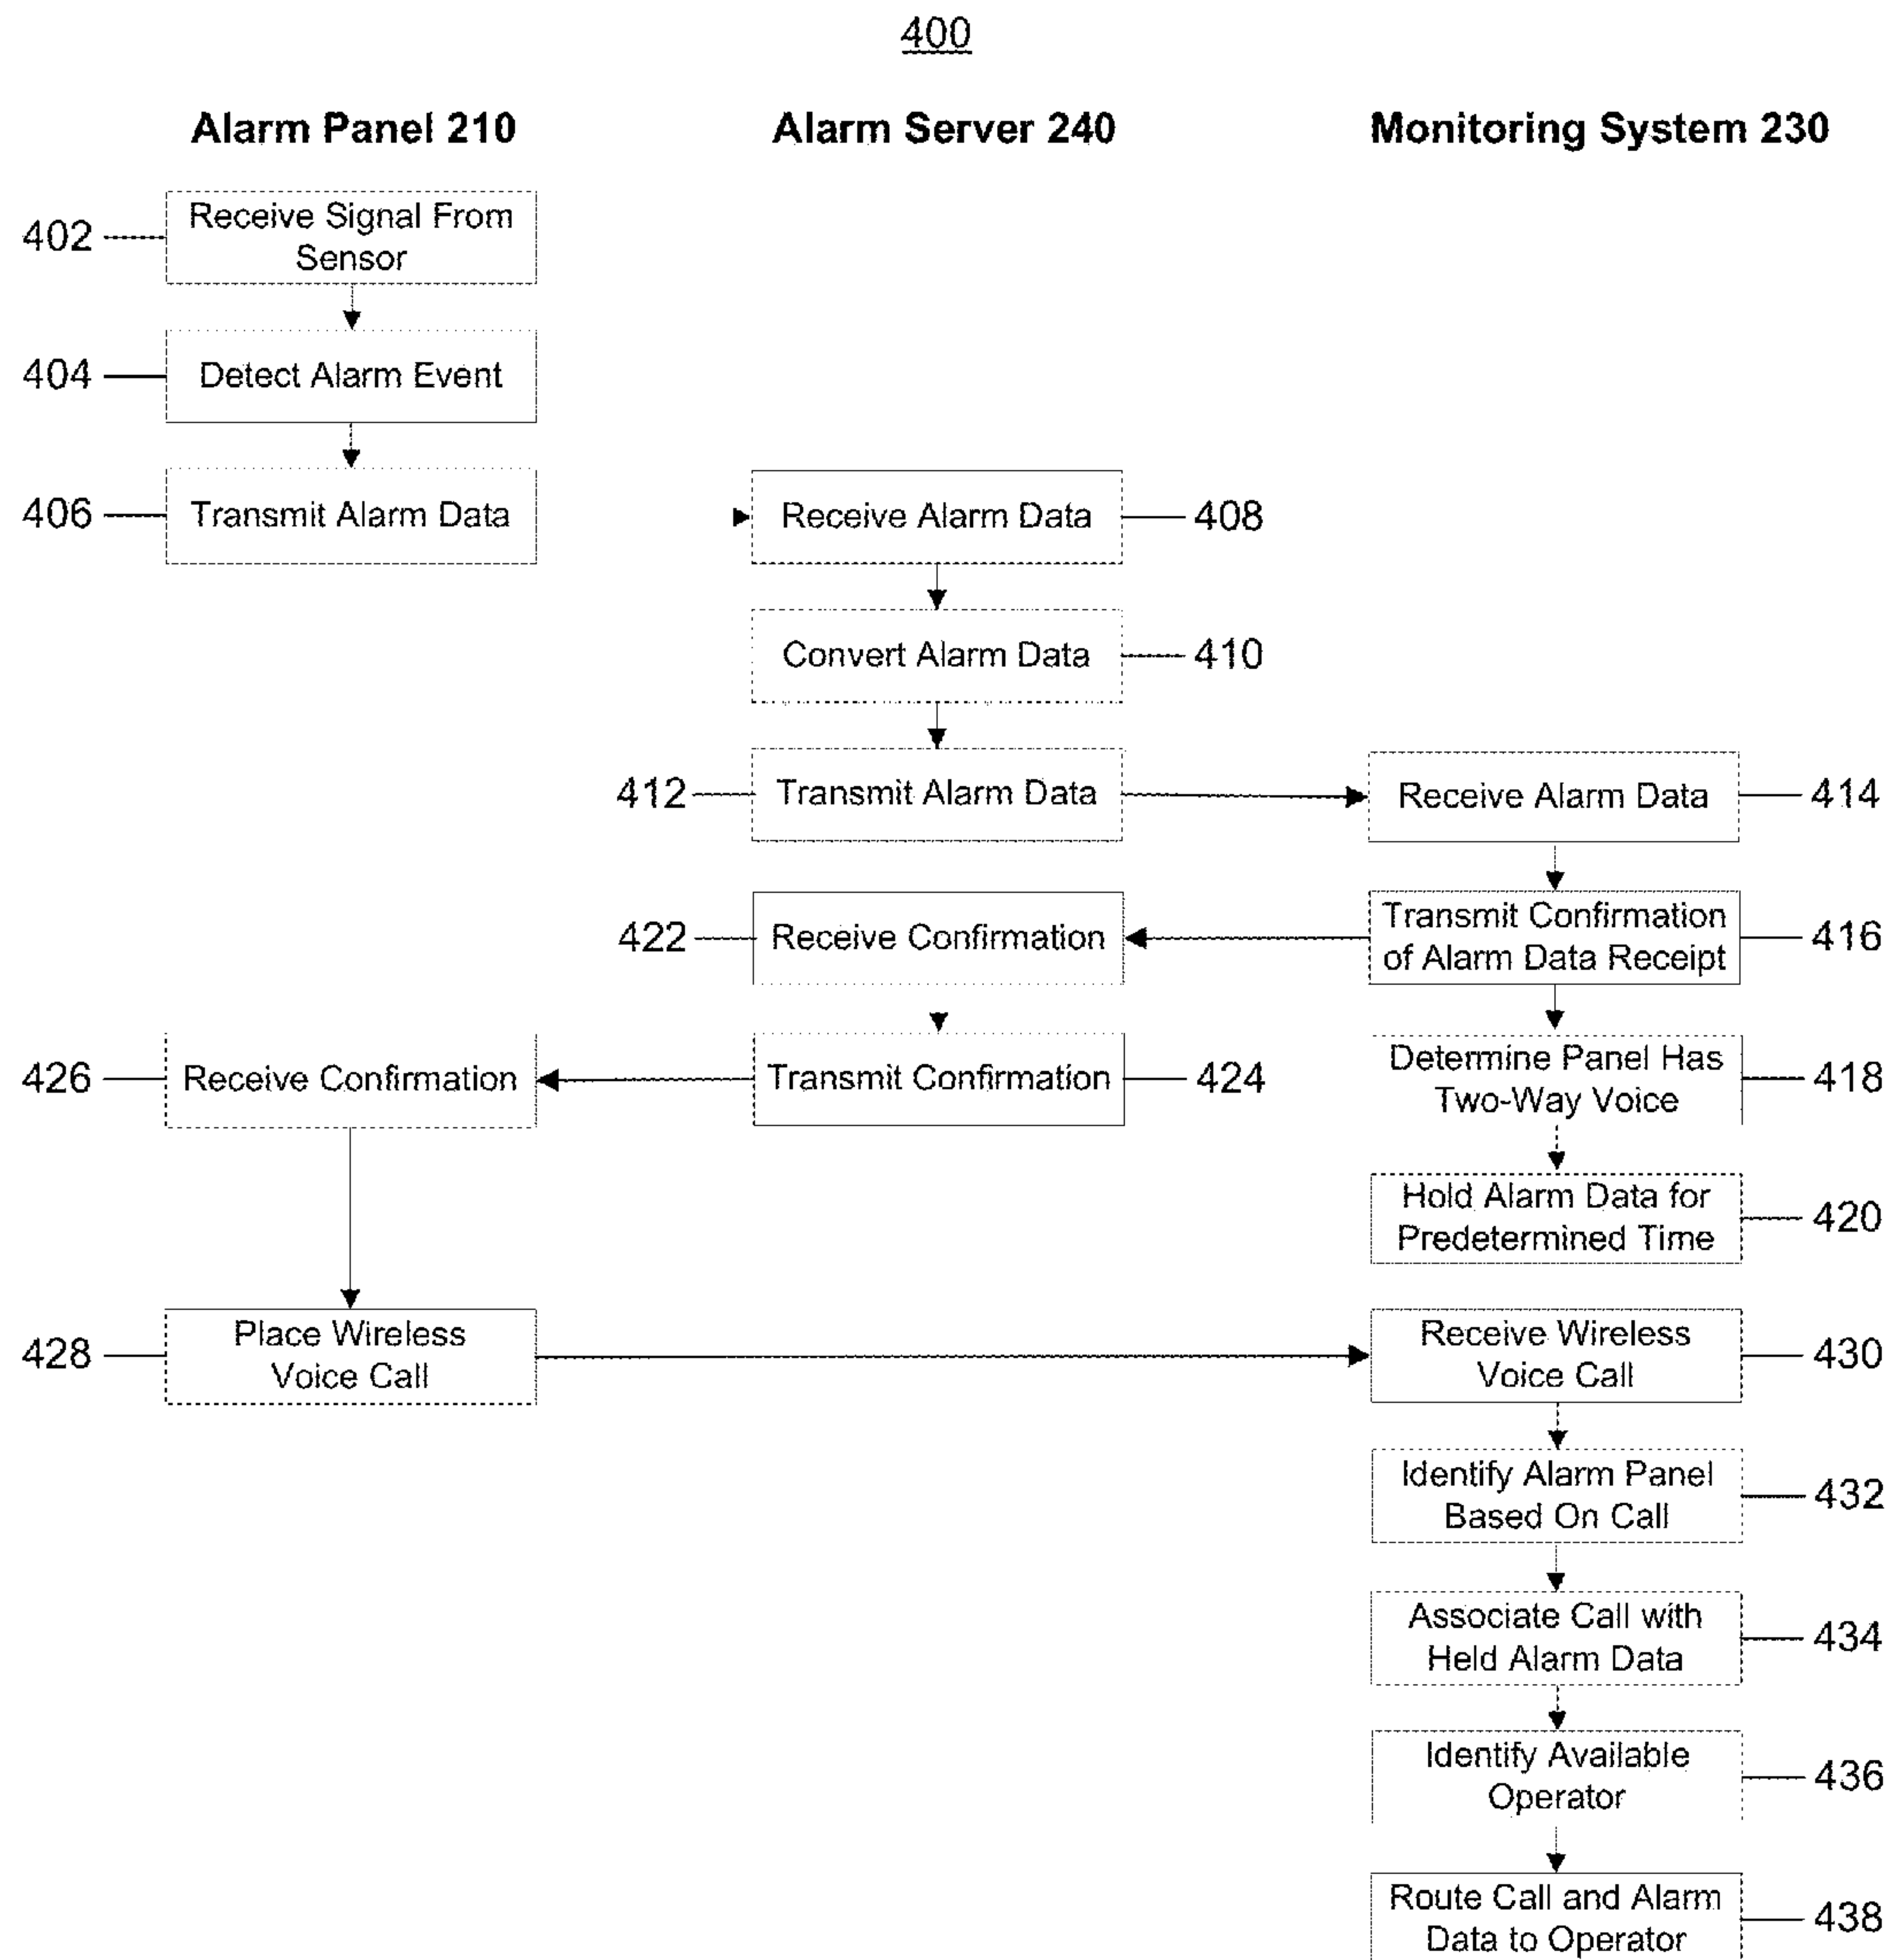 400
Alarm Panel 210
Alarm Server 240
Monitoring System 230
402
Receive Signal From
Sensor
404
Detect Alarm Event
406
Transmit Alarm Data
Receive Alarm Data
408
Convert Alarm Data
410
412
Transmit Alarm Data
Receive Alarm Data
414
422
Receive Confirmation
Transmit Confirmation
of Alarm Data Receipt
416
426
Receive Confirmation
Transmit Confirmation
424
Determine Panel Has
Two-Way Voice
418
Hold Alarm Data for
Predetermined Time
420
428
Place Wireless
Voice Call
Receive Wireless
Voice Call
430
Identify Alarm Panel
Based On Call
432
Associate Call with
Held Alarm Data
434
Identify Available
Operator
436
Route Call and Alarm
Data to Operator
438